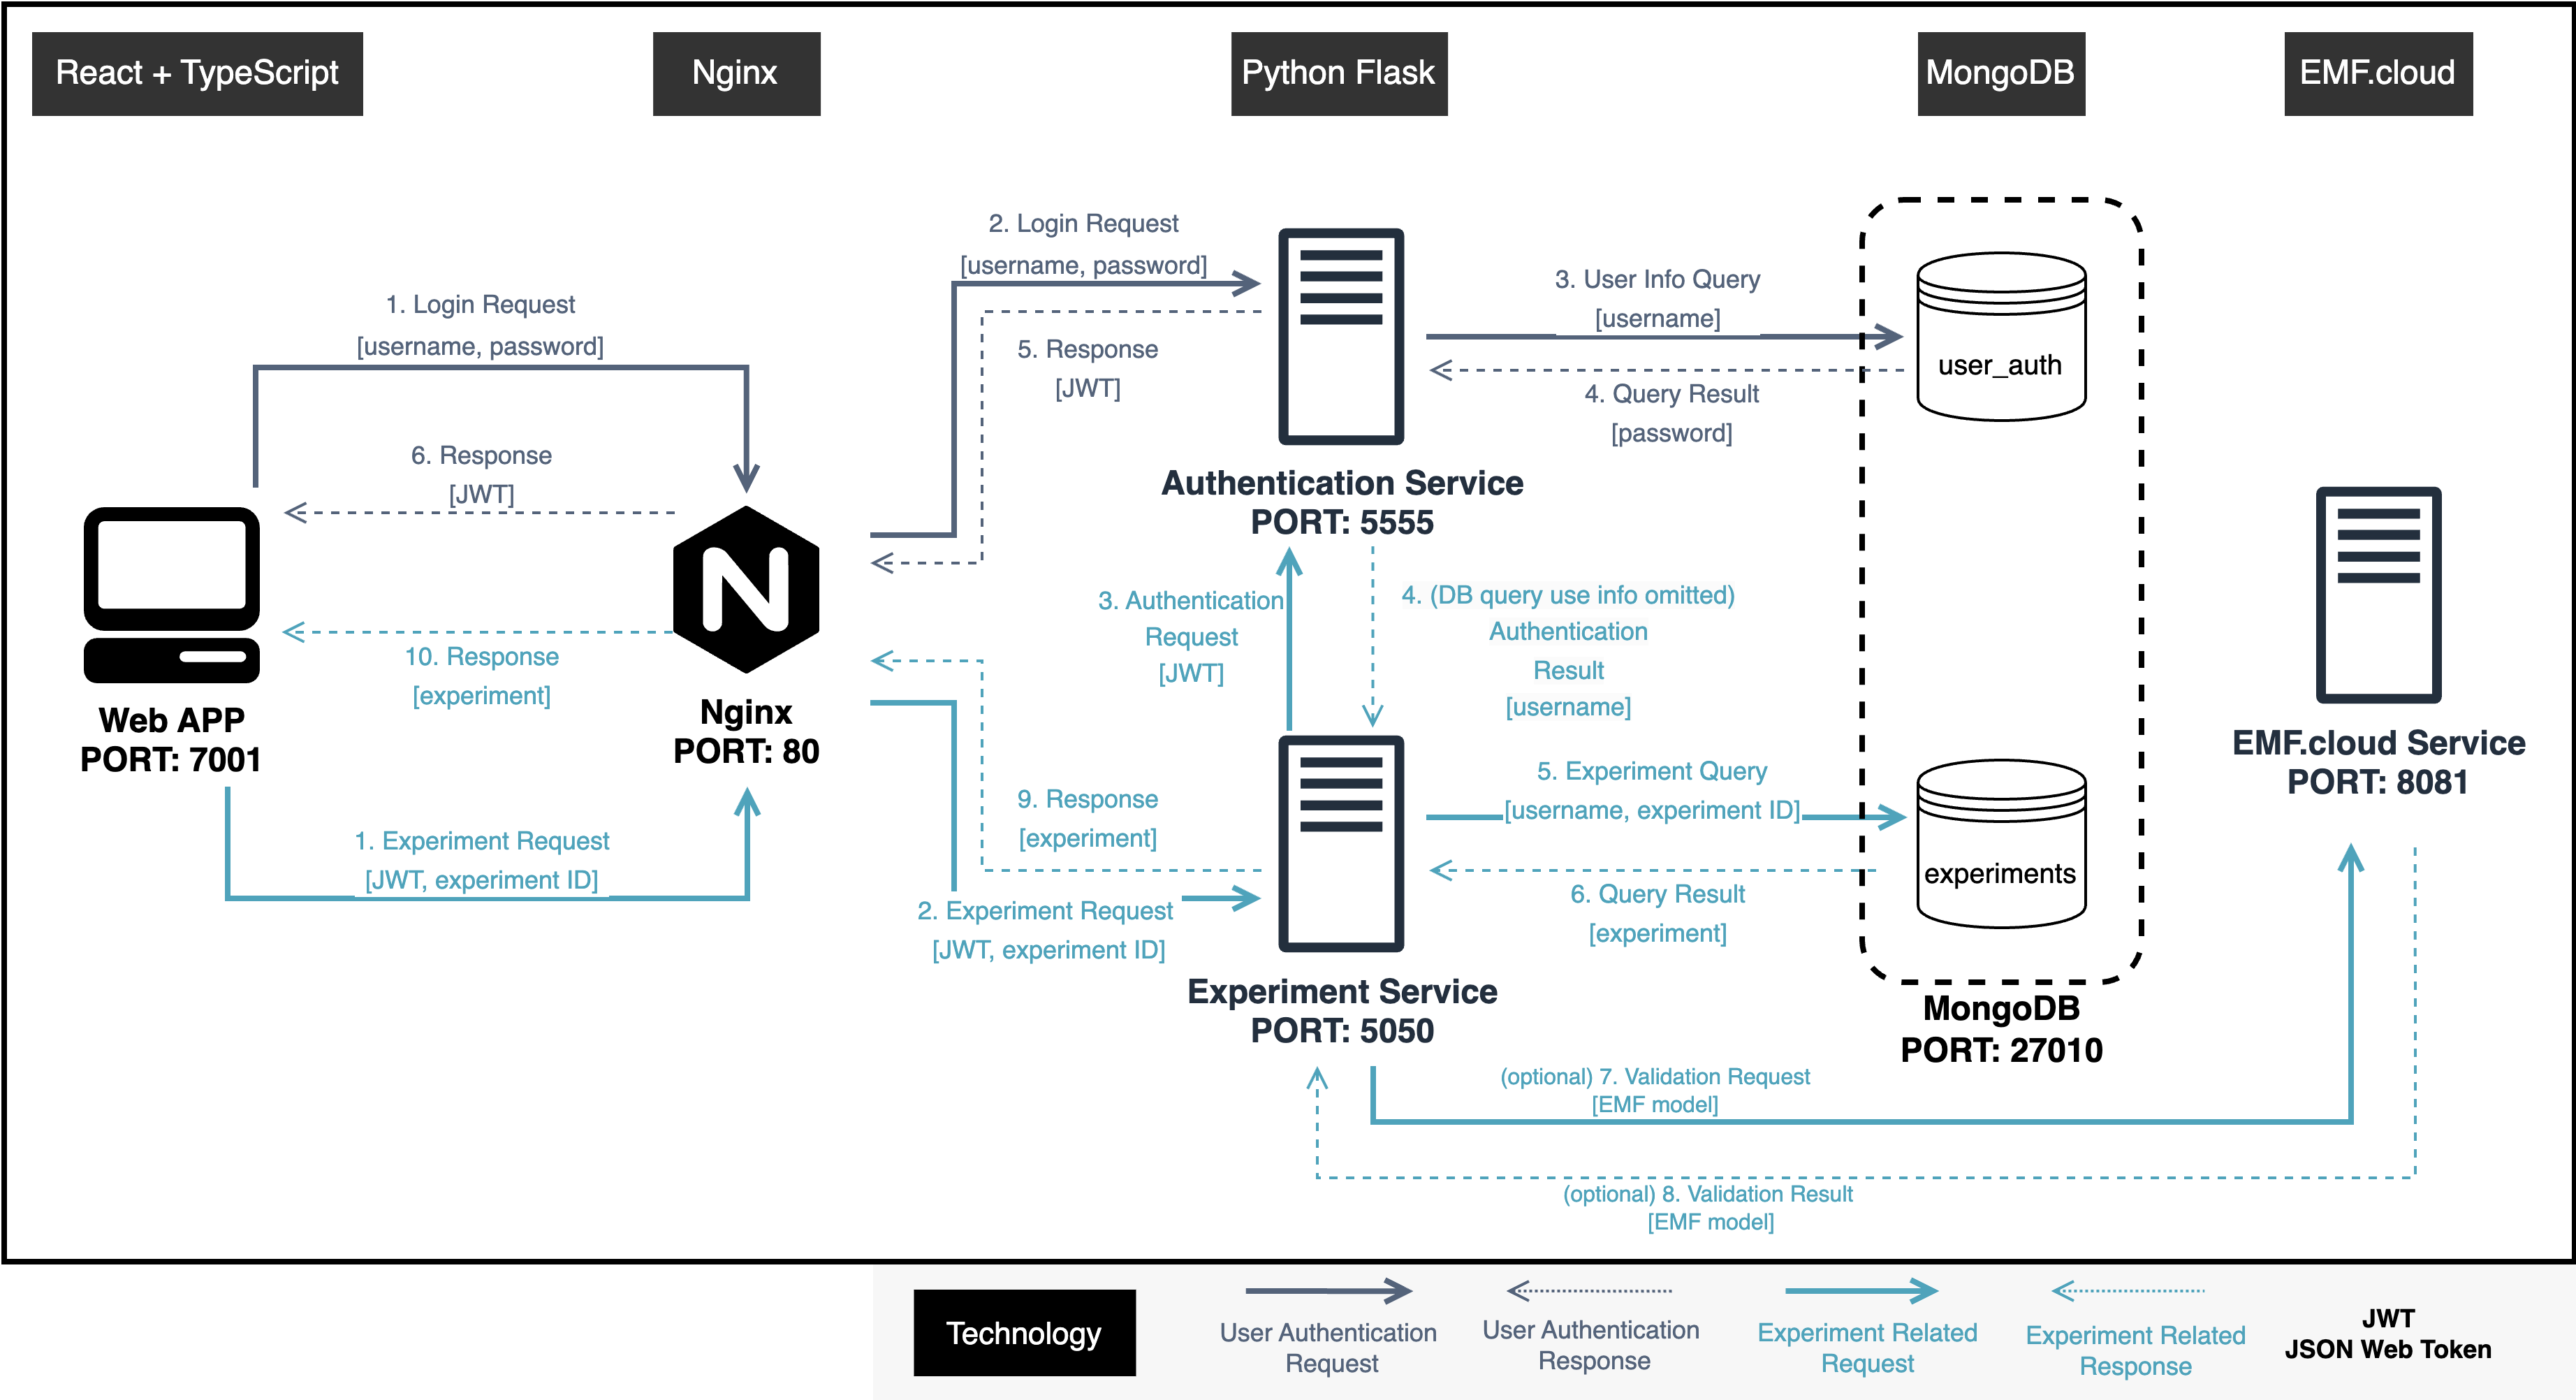 React + TypeScript
Nginx
Python Flask
MongoDB
EMF.cloud
1. Login Request
[username, password]
6. Response
[JWT]
10. Response
[experiment]
Web APP
PORT: 7001
1. Experiment Request
[JWT, experiment ID]
Nginx
PORT: 80
2. Login Request
[username, password]
5. Response
[JWT]
Authentication Service
PORT: 5555
3. User Info Query
[username]
4. Query Result
[password]
user_auth
3. Authentication
Request
[JWT]
4. (DB query use info omitted)
Authentication
Result
[username]
9. Response
[experiment]
2. Experiment Request
[JWT, experiment ID]
Experiment Service
PORT: 5050
5. Experiment Query
[username, experiment ID]
6. Query Result
[experiment]
experiments
MongoDB
PORT: 27010
EMF.cloud Service
PORT: 8081
(optional) 7. Validation Request
[EMF model]
(optional) 8. Validation Result
[EMF model]
Technology
User Authentication
Request
User Authentication
Response
Experiment Related
Request
Experiment Related
Response
JWT
JSON Web Token